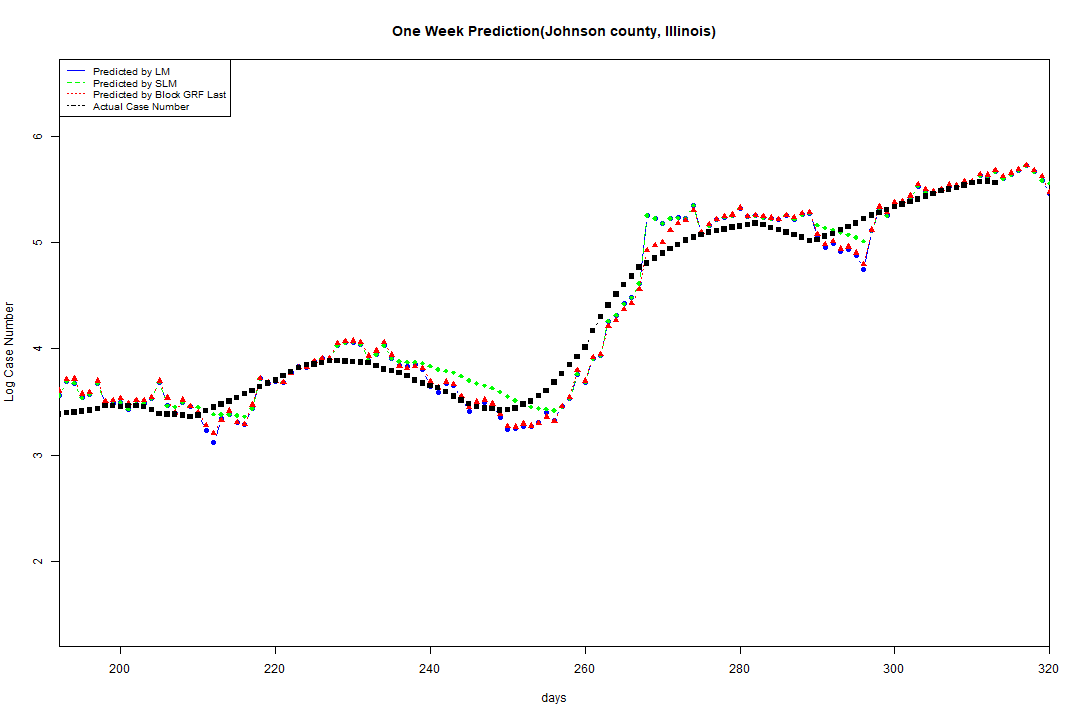 One Week Prediction(Johnson county, Illinois)
Predicted by LM
Predicted by SLM
Predicted by Block GRF Last
Actual Case Number
Log Case Number
6
5
4
3
2
200 220 240 260 280 300 320
days